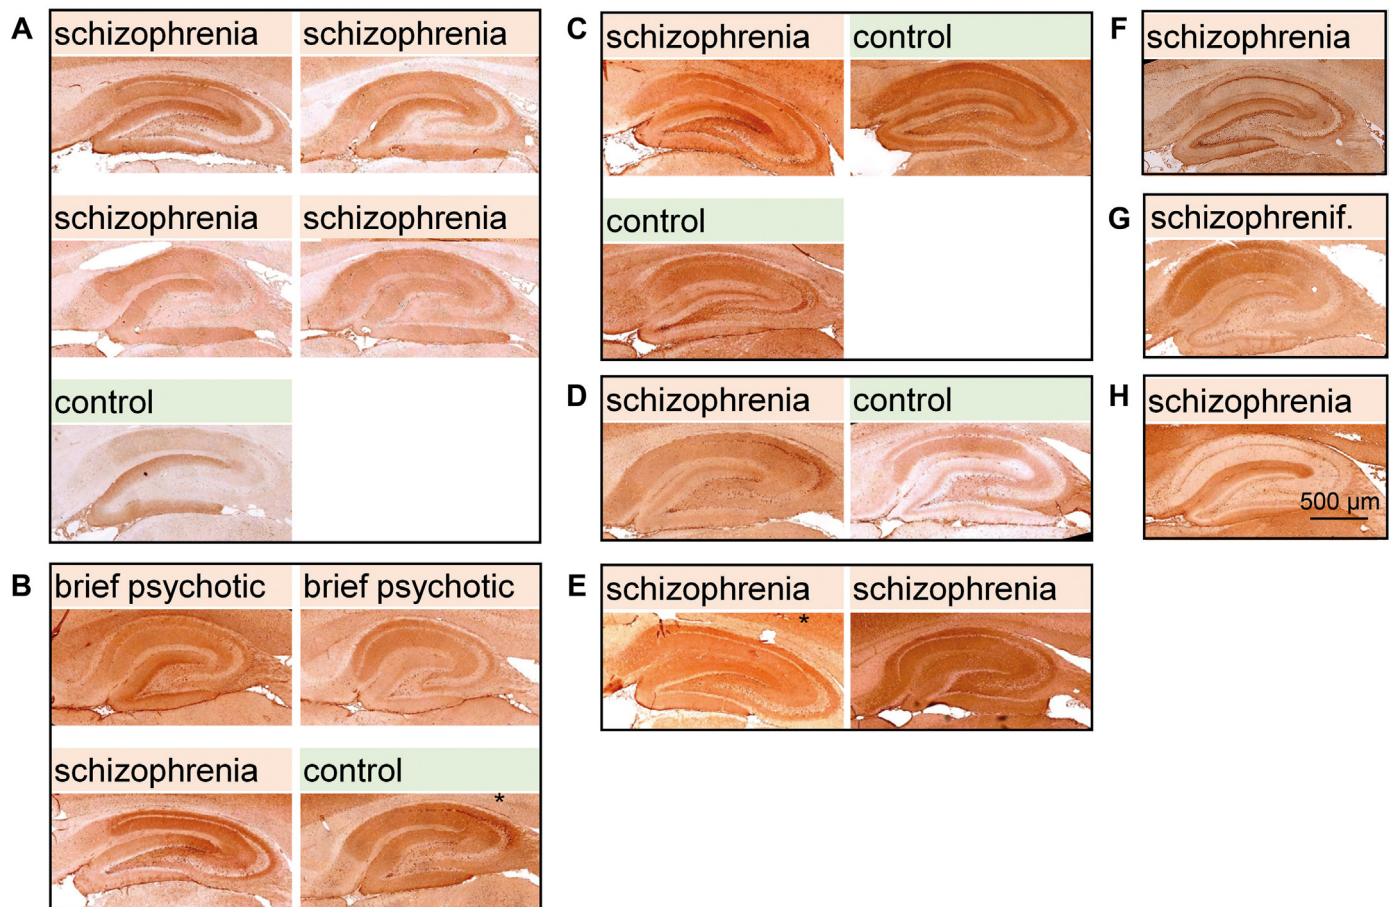 A
schizophrenia
schizophrenia
schizophrenia
schizophrenia
control
B
brief psychotic
brief psychotic
schizophrenia
control
*
C
schizophrenia
control
control
D
schizophrenia
control
E
schizophrenia
schizophrenia
*
F
schizophrenia
G
schizophrenif.
H
schizophrenia
500 µm